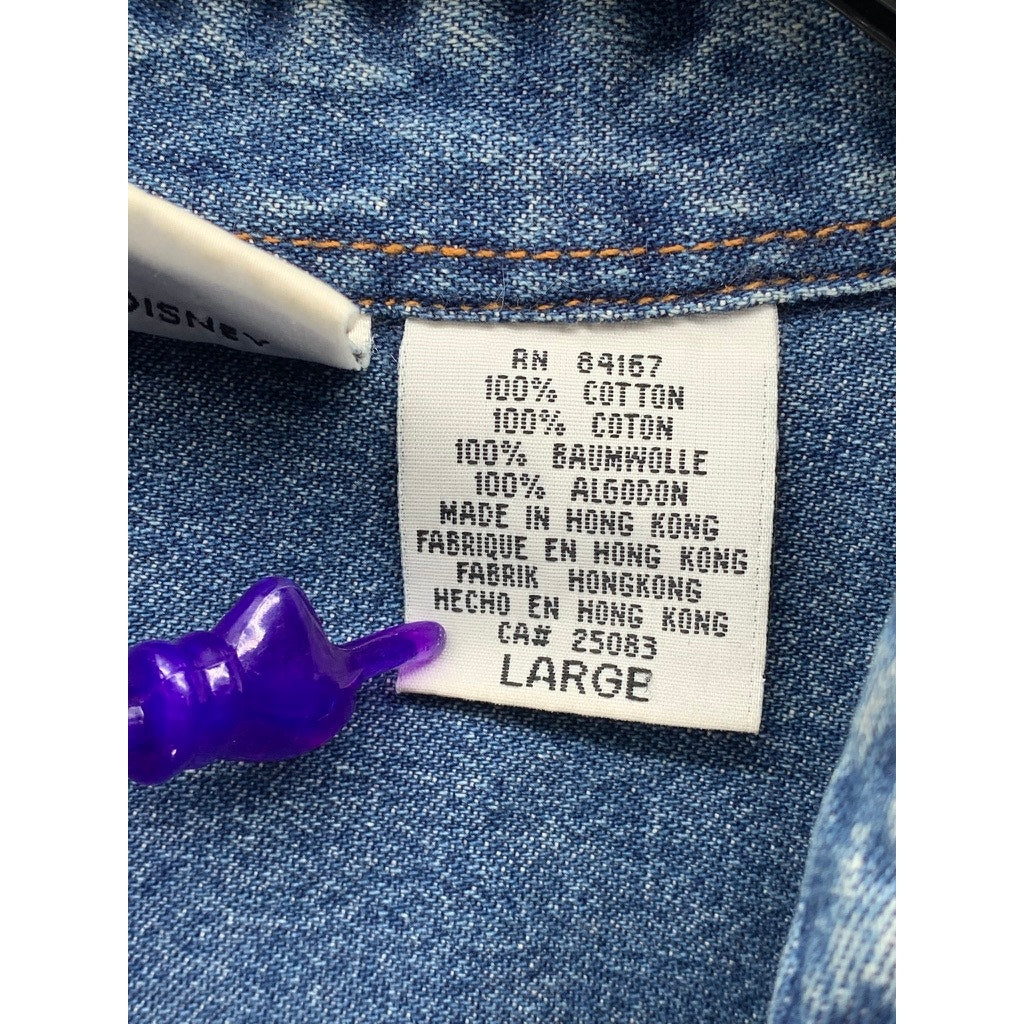 DISNEY
RN 84167
100% COTTON
100% COTON
100% BAUMWOLLE
100% ALGODON
MADE IN HONG KONG
FABRIQUE EN HONG KONG
FABRIK HONGKONG
HECHO EN HONG KONG
CA# 25083
LARGE